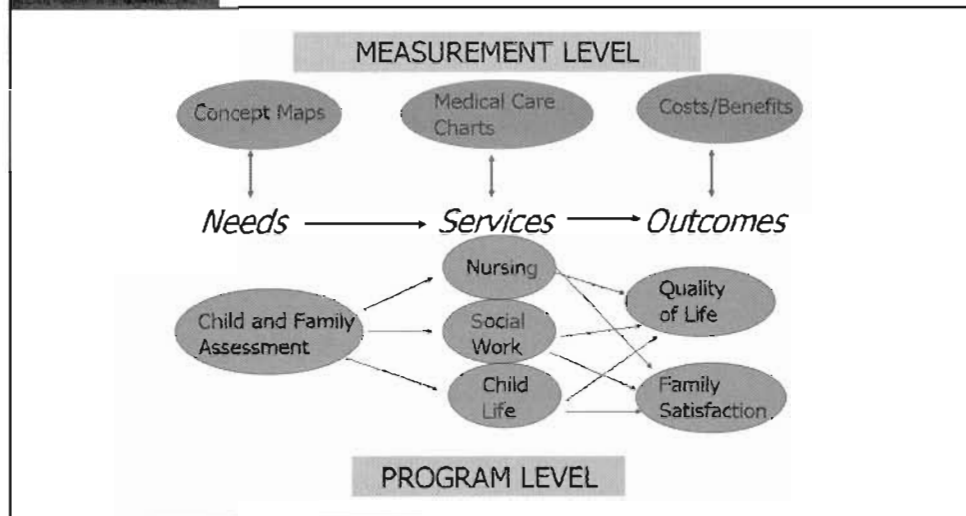 MEASUREMENT LEVEL
Concept Maps
Medical Care
Charts
Costs/Benefits
Needs
Services
Outcomes
Nursing
Quality
of Life
Child and Family
Assessment
Social
Work
Child
Life
Family
Satisfaction
PROGRAM LEVEL